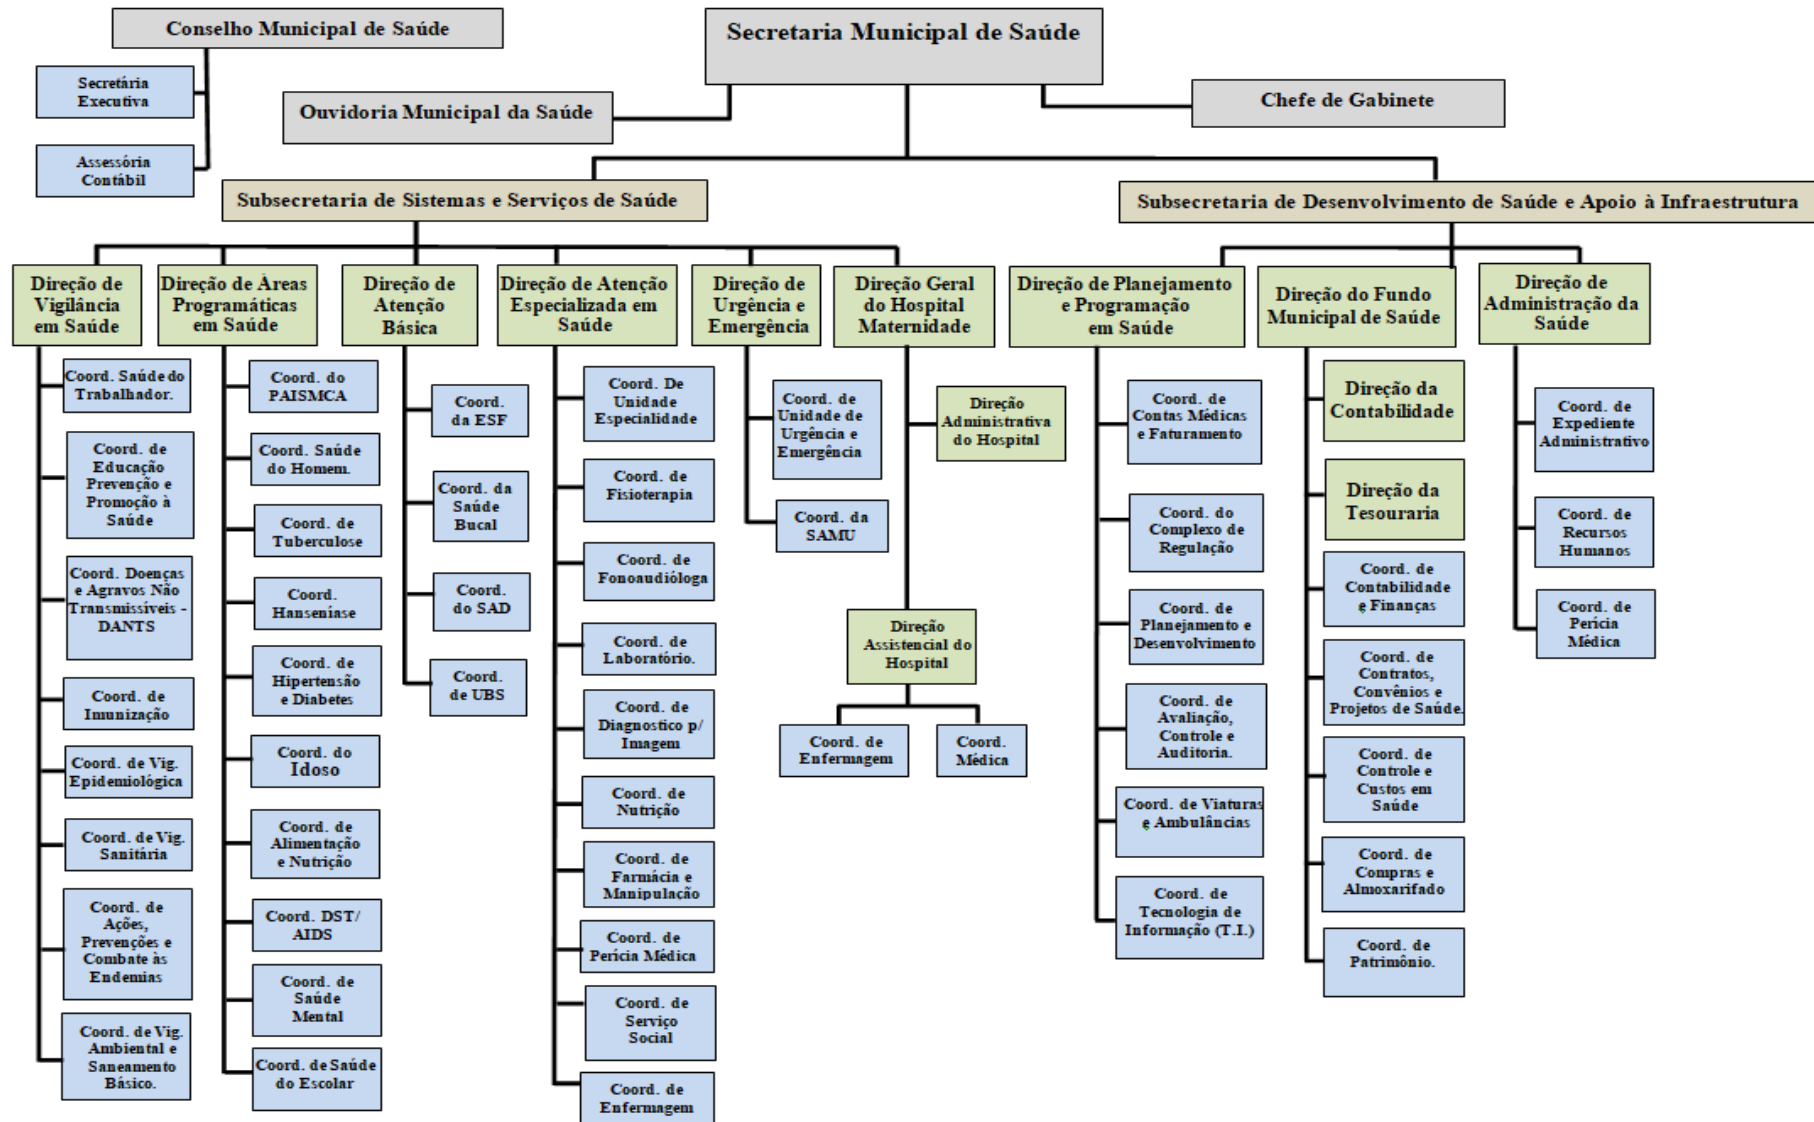 Conselho Municipal de Saúde
Secretaria Municipal de Saúde
Secretária
Executiva
Ouvidoria Municipal da Saúde
Chefe de Gabinete
Assessória
Contábil
Subsecretaria de Sistemas e Serviços de Saúde
Subsecretaria de Desenvolvimento de Saúde e Apoio à Infraestrutura
Direção de
Vigilância
em Saúde
Coord. Saúde do
Trabalhador.
Coord. de
Educação
Prevenção e
Promoção à
Saúde
Coord. Doenças
e Agravos Não
Transmissíveis -
DANTS
Coord. de
Imunização
Coord. de Vig.
Epidemiológica
Coord. de Vig.
Sanitária
Coord. de
Ações,
Prevenções e
Combate às
Endemias
Coord. de Vig.
Ambiental e
Saneamento
Básico.
Direção de Áreas
Programáticas
em Saúde
Coord. do
PAISMCA
Coord. Saúde
do Homem.
Coord. de
Tuberculose
Coord.
Hanseníase
Coord. de
Hipertensão
e Diabetes
Coord. do
Idoso
Coord. de
Alimentação
e Nutrição
Coord. DST/
AIDS
Coord. de
Saúde
Mental
Coord. de Saúde
do Escolar
Direção de
Atenção
Básica
Coord.
da ESF
Coord. da
Saúde
Bucal
Coord.
do SAD
Coord.
de UBS
Direção de Atenção
Especializada em
Saúde
Coord. De
Unidade
Especialidade
Coord. de
Fisioterapia
Coord. de
Fonoaudióloga
Coord. de
Laboratório.
Coord. de
Diagnostico p/
Imagem
Coord. de
Nutrição
Coord. de
Farmácia e
Manipulação
Coord. de
Perícia Médica
Coord. de
Serviço
Social
Coord. de
Enfermagem
Direção de
Urgência e
Emergência
Coord. de
Unidade de
Urgência e
Emergência
Coord. da
SAMU
Direção Geral
do Hospital
Maternidade
Direção
Administrativa
do Hospital
Direção
Assistencial do
Hospital
Coord. de
Enfermagem
Coord.
Médica
Direção de Planejamento
e Programação
em Saúde
Coord. de
Contas Médicas
e Faturamento
Coord. do
Complexo de
Regulação
Coord. de
Planejamento e
Desenvolvimento
Coord. de
Avaliação,
Controle e
Auditoria.
Coord. de Viaturas
e Ambulâncias
Coord. de
Tecnologia de
Informação (T.I.)
Direção do Fundo
Municipal de Saúde
Direção da
Contabilidade
Direção da
Tesouraria
Coord. de
Contabilidade
e Finanças
Coord. de
Contratos,
Convênios e
Projetos de Saúde.
Coord. de
Controle e
Custos em
Saúde
Coord. de
Compras e
Almoxarifado
Coord. de
Patrimônio.
Direção de
Administração da
Saúde
Coord. de
Expediente
Administrativo
Coord. de
Recursos
Humanos
Coord. de
Perícia
Médica